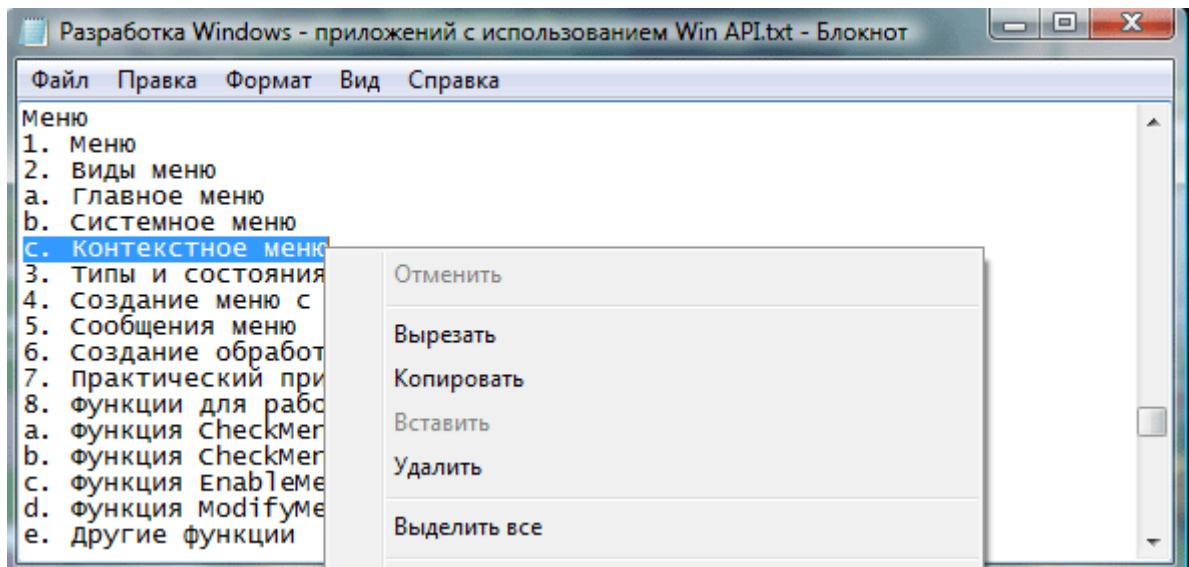 Разработка Windows - приложений с использованием Win API.txt - Блокнот
Файл Правка Формат Вид Справка
Меню
1. Меню
2. Виды меню
a. Главное меню
b. Системное меню
c. Контекстное меню
3. Типы и состояния
4. Создание меню с
5. Сообщения меню
6. Создание обработ
7. Практический при
8. Функции для рабо
a. Функция CheckMen
b. Функция CheckMen
c. Функция EnableMe
d. Функция ModifyMe
e. Другие функции
Отменить
Вырезать
Копировать
Вставить
Удалить
Выделить все